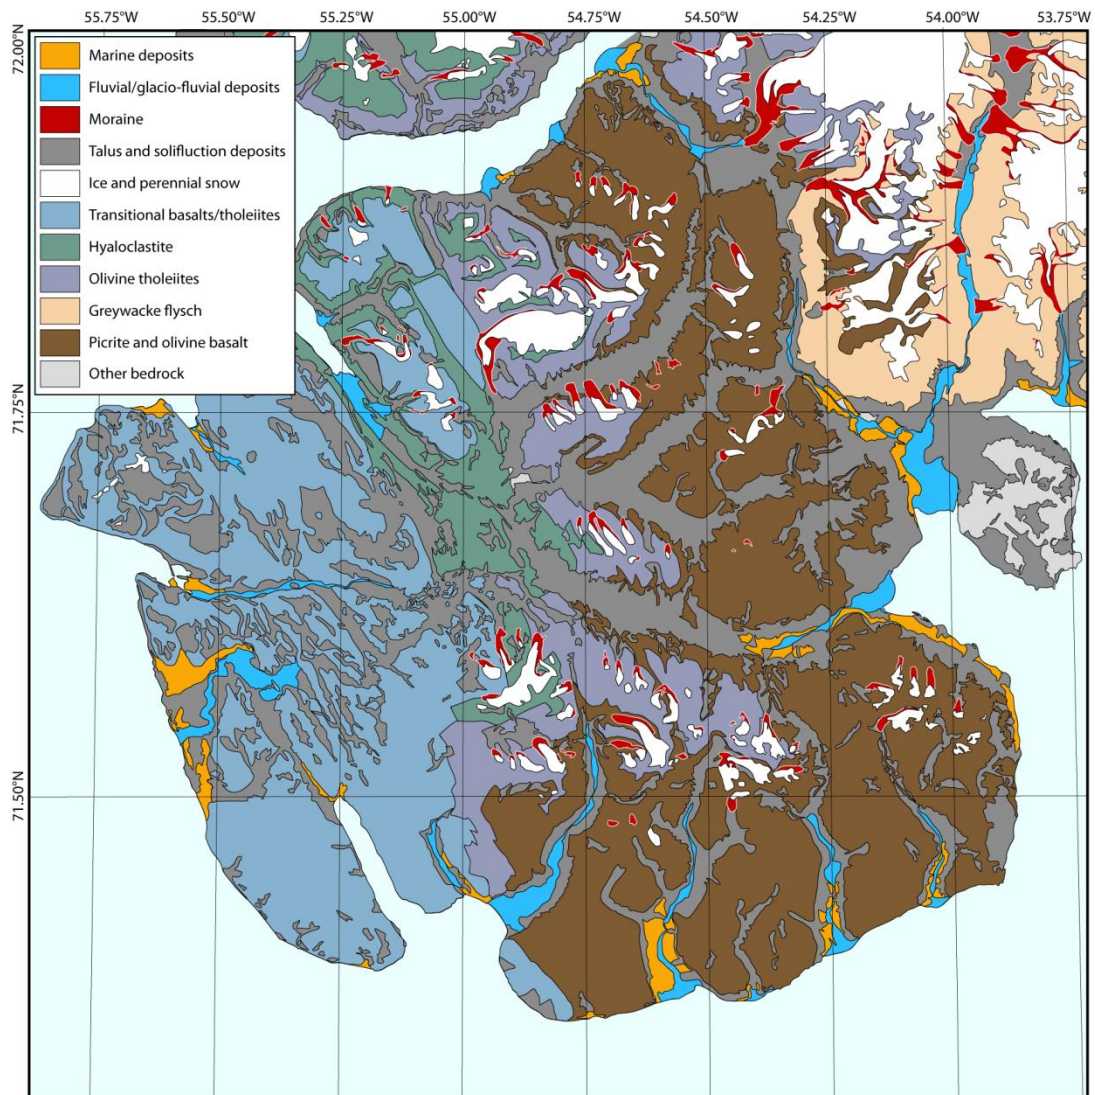 55.75°W 55.50°W 55.25°W 55.00°W 54.75°W 54.50°W 54.25°W 54.00°W 53.75°W
72.00°N
Marine deposits
Fluvial/glacio-fluvial deposits
Moraine
Talus and solifluction deposits
Ice and perennial snow
Transitional basalts/tholeiites
Hyaloclastite
Olivine tholeiites
Greywacke flysch
Picrite and olivine basalt
Other bedrock
71.75°N
71.50°N